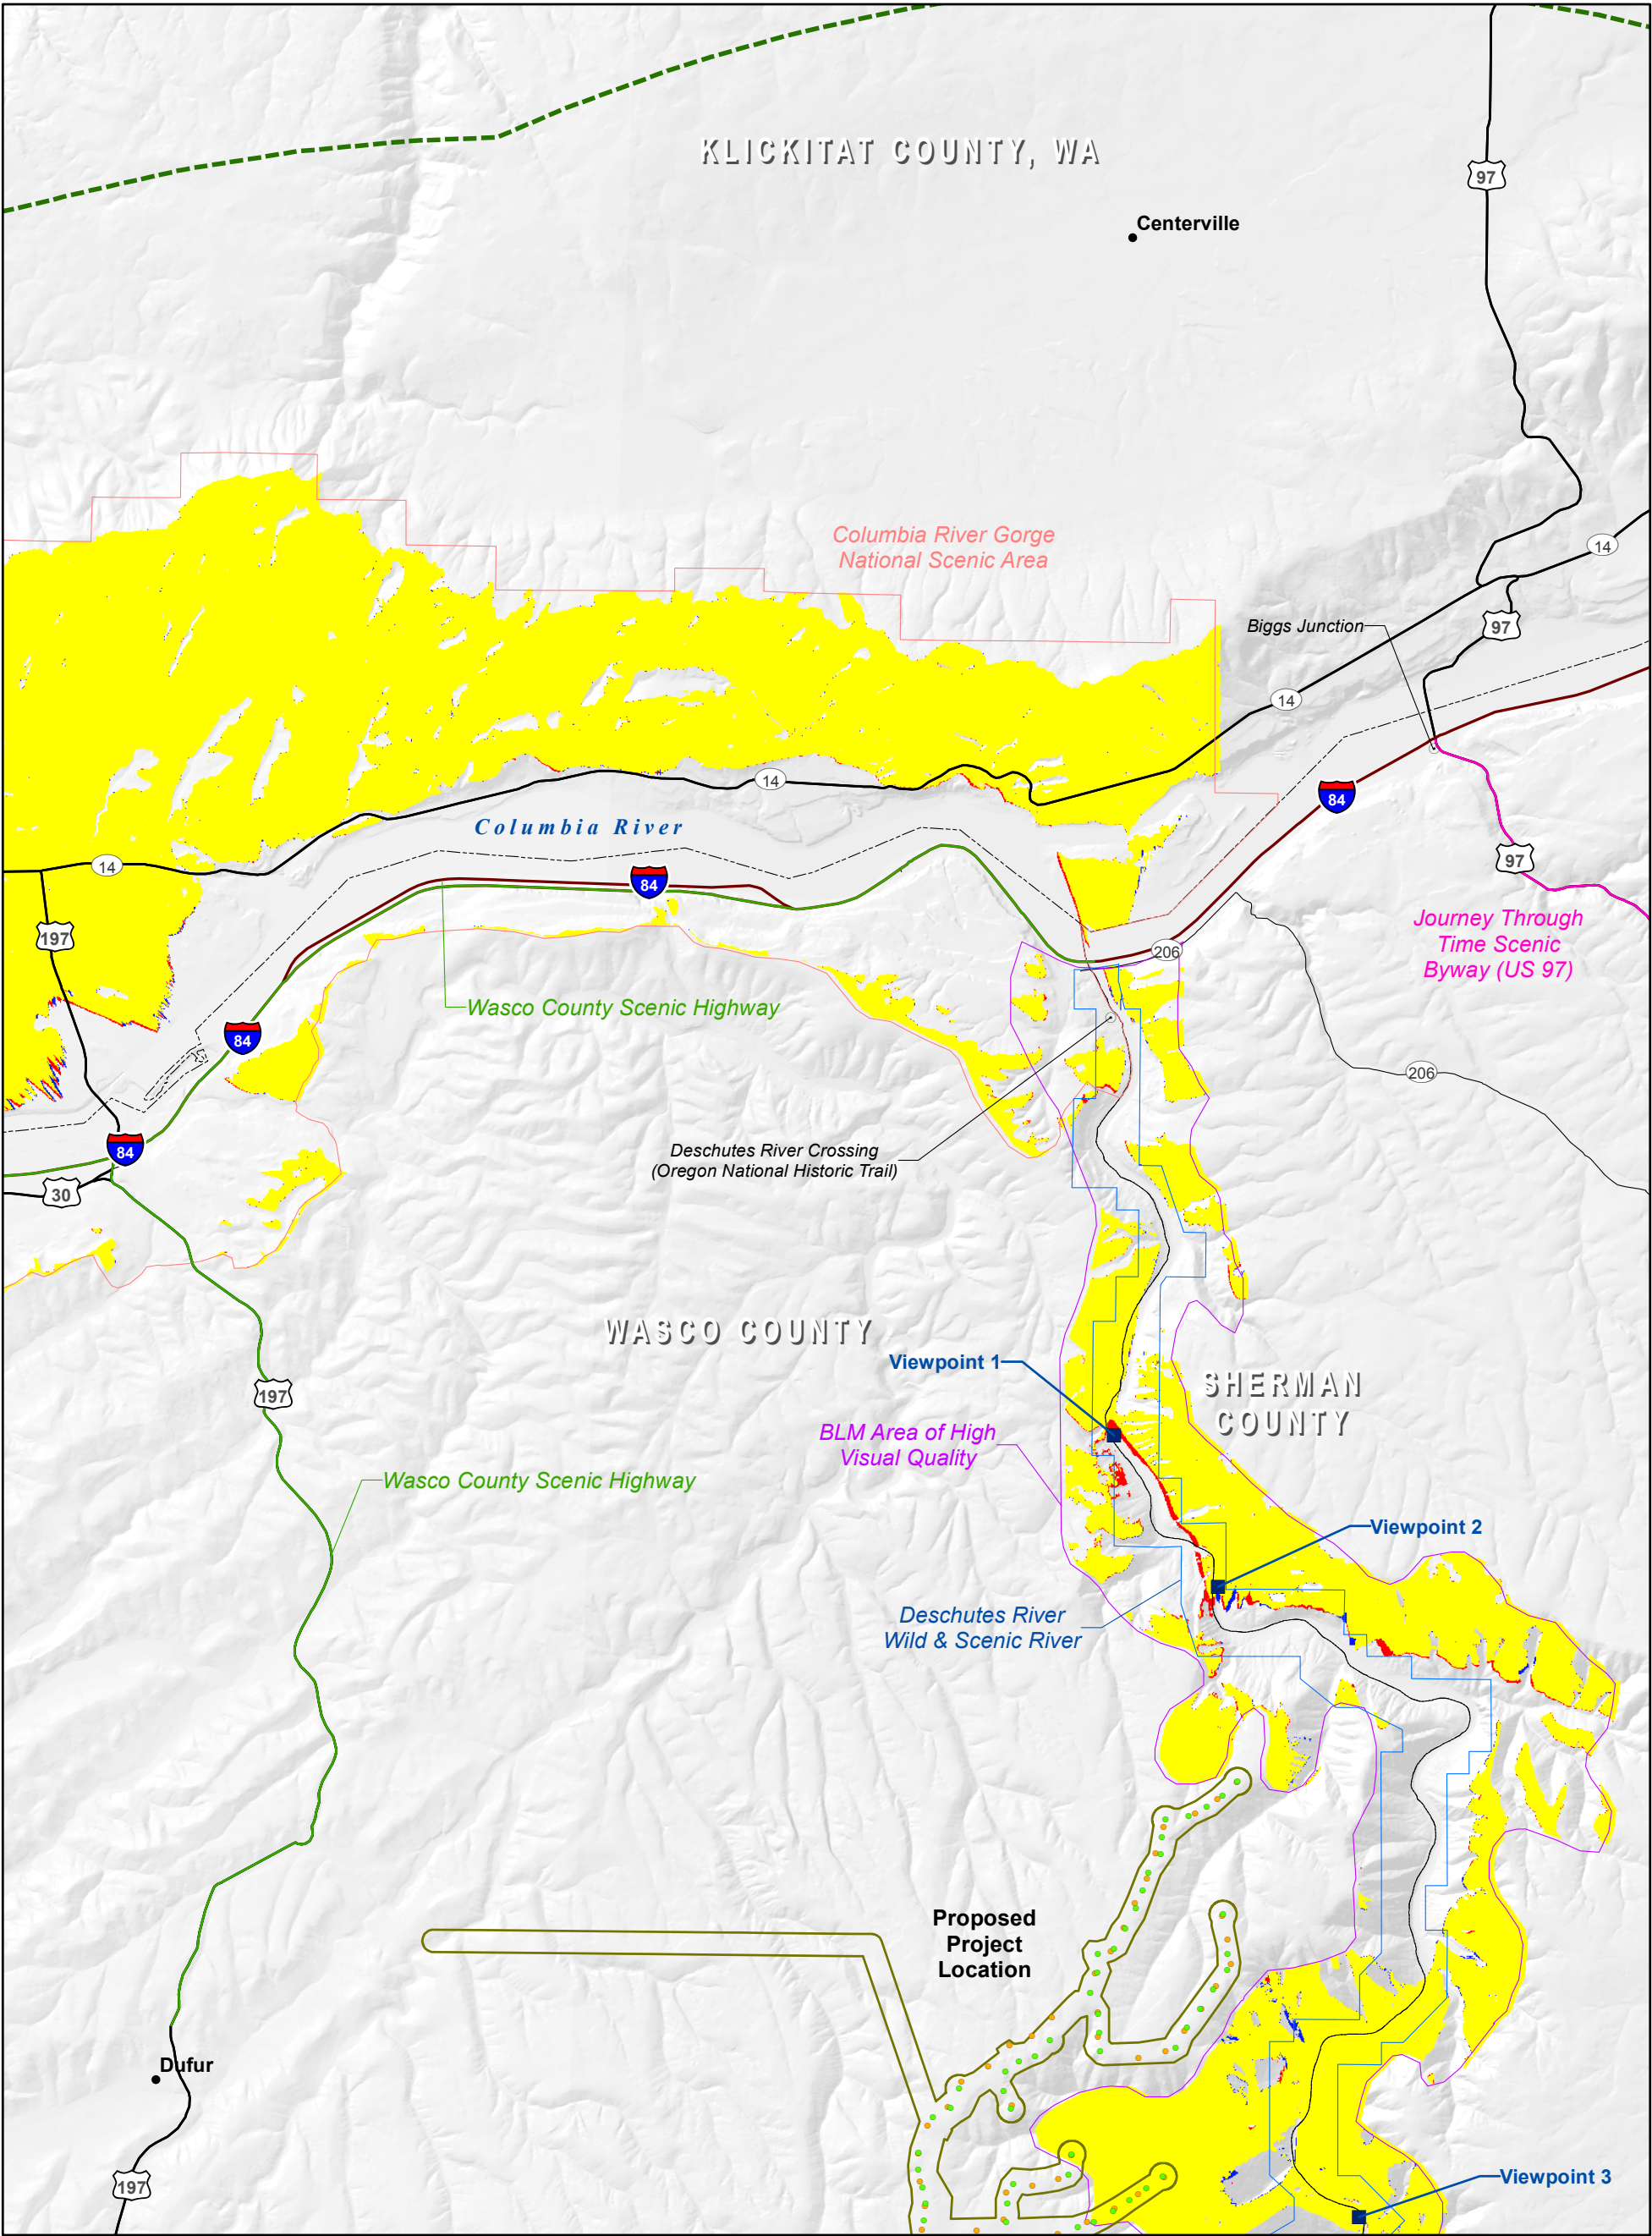 KLICKITAT COUNTY, WA
97
Centerville
Columbia River Gorge
National Scenic Area
14
97
Biggs Junction
14
14
84
Columbia River
14
84
97
197
Journey Through
Time Scenic
Byway (US 97)
206
Wasco County Scenic Highway
84
206
84
Deschutes River Crossing
(Oregon National Historic Trail)
30
WASCO COUNTY
Viewpoint 1
SHERMAN
COUNTY
197
BLM Area of High
Visual Quality
Wasco County Scenic Highway
Viewpoint 2
Deschutes River
Wild & Scenic River
Proposed
Project
Location
Dufur
Viewpoint 3
197